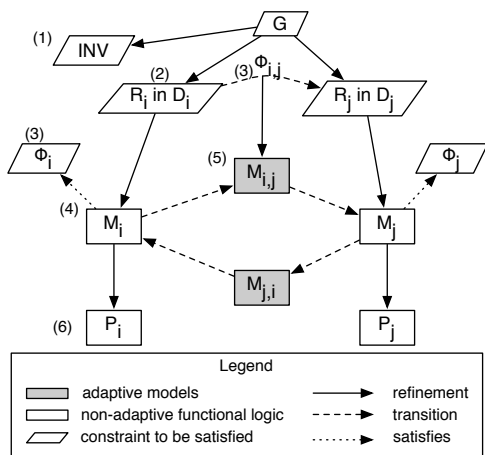 G
(1) INV
(2) (3) Φi,j
Ri in Di Rj in Dj
(3) Φi (5) Φj
Mi,j
(4) Mi Mj
Mj,i
(6) Pi Pj
Legend
adaptive models refinement
non-adaptive functional logic transition
constraint to be satisfied satisfies